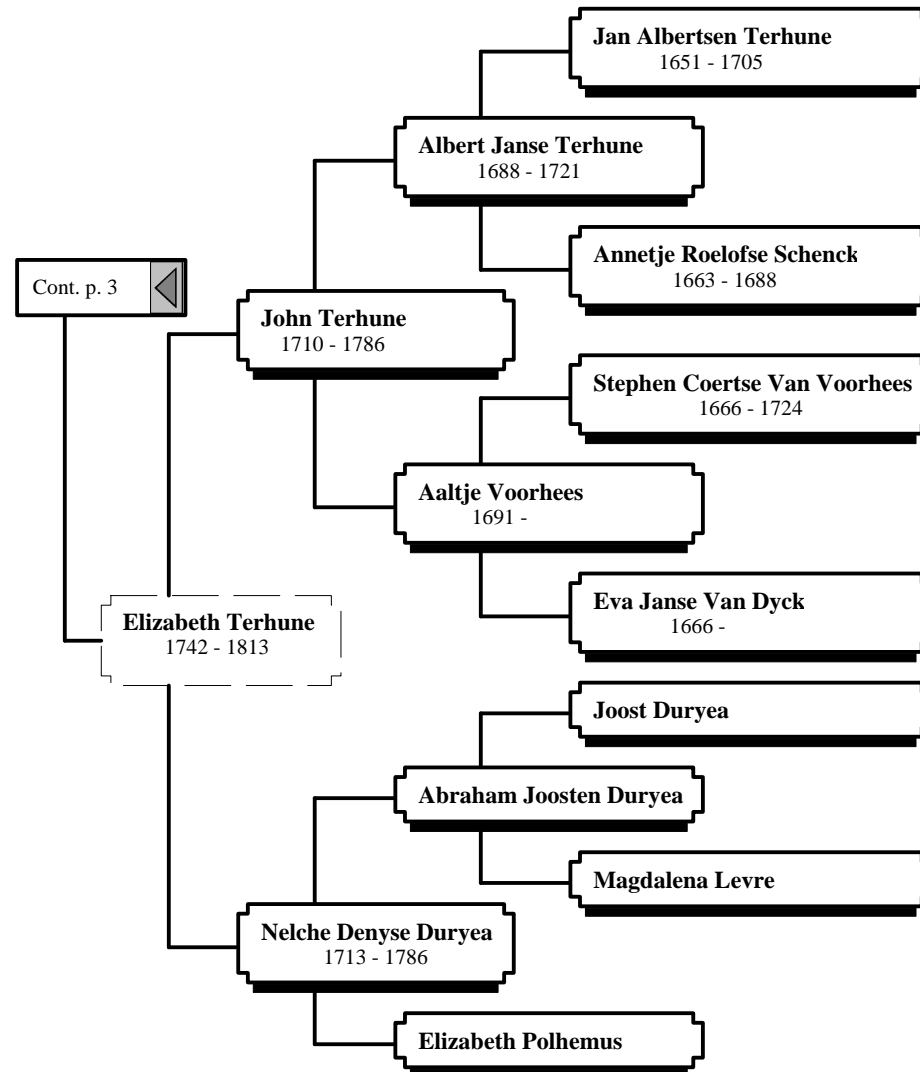 Jan Albertsen Terhune
1651 - 1705
Albert Janse Terhune
1688 - 1721
Annetje Roelofse Schenck
1663 - 1688
Cont. p. 3
John Terhune
1710 - 1786
Stephen Coertse Van Voorhees
1666 - 1724
Aaltje Voorhees
1691 -
Eva Janse Van Dyck
1666 -
Elizabeth Terhune
1742 - 1813
Joost Duryea
Abraham Joosten Duryea
Magdalena Levre
Nelche Denyse Duryea
1713 - 1786
Elizabeth Polhemus